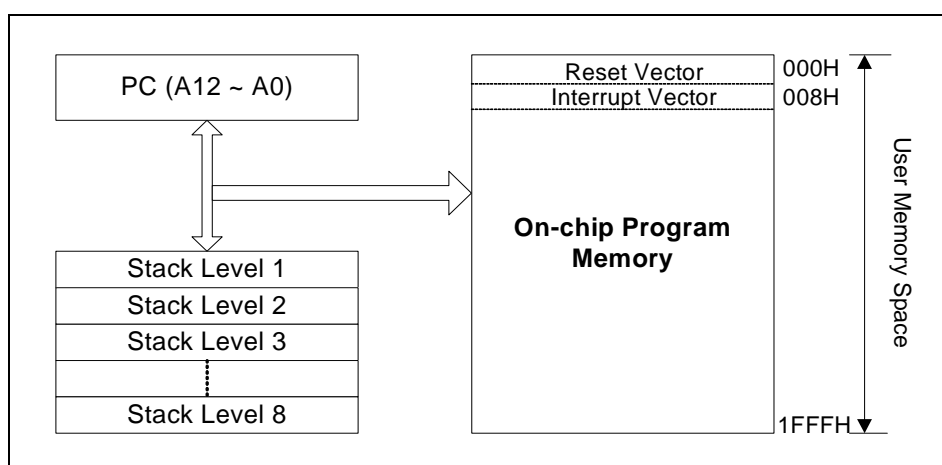 PC (A12 ~ A0)
Stack Level 1
Stack Level 2
Stack Level 3
Stack Level 8
Reset Vector
Interrupt Vector
On-chip Program
Memory
000H
008H
1FFFH
User Memory Space